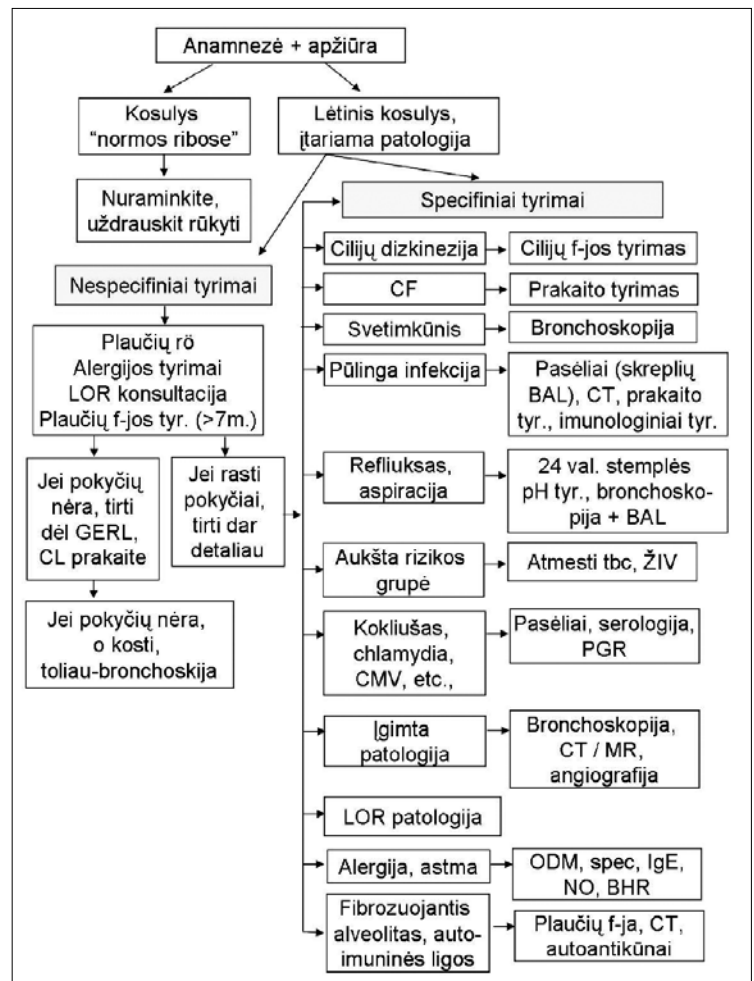 Anamnezė + apžiūra
Kosulys
“normos ribose”
Lėtinis kosulys,
įtariama patologija
Nuraminkite,
uždrauskit rūkyti
Specifiniai tyrimai
Nespecifiniai tyrimai
Plaučių rö
Alergijos tyrimai
LOR konsultacija
Plaučių f-jos tyr. (>7m.)
Jei pokyčių
nėra, tirti
dėl GERL,
CL prakaite
Jei rasti
pokyčiai,
tirti dar
detaliau
Jei pokyčių nėra,
o kosti,
toliau-bronchoskija
Cilijų dizkinezija
Cilijų f-jos tyrimas
CF
Prakaito tyrimas
Svetimkūnis
Bronchoskopija
Pūlinga infekcija
Pasėliai (skreplių
BAL), CT, prakaito
tyr., imunologiniai tyr.
Refliuksas,
aspiracija
24 val. stemplės
pH tyr., bronchosko-
pija + BAL
Aukšta rizikos
grupė
Atmesti tbc, ŽIV
Kokliušas,
chlamydia,
CMV, etc.,
Pasėliai, serologija,
PGR
Įgimta
patologija
Bronchoskopija,
CT / MR,
angiografija
LOR patologija
Alergija, astma
ODM, spec, IgE,
NO, BHR
Fibrozuojantis
alveolitas, auto-
imuninės ligos
Plaučių f-ja, CT,
autoantikūnai